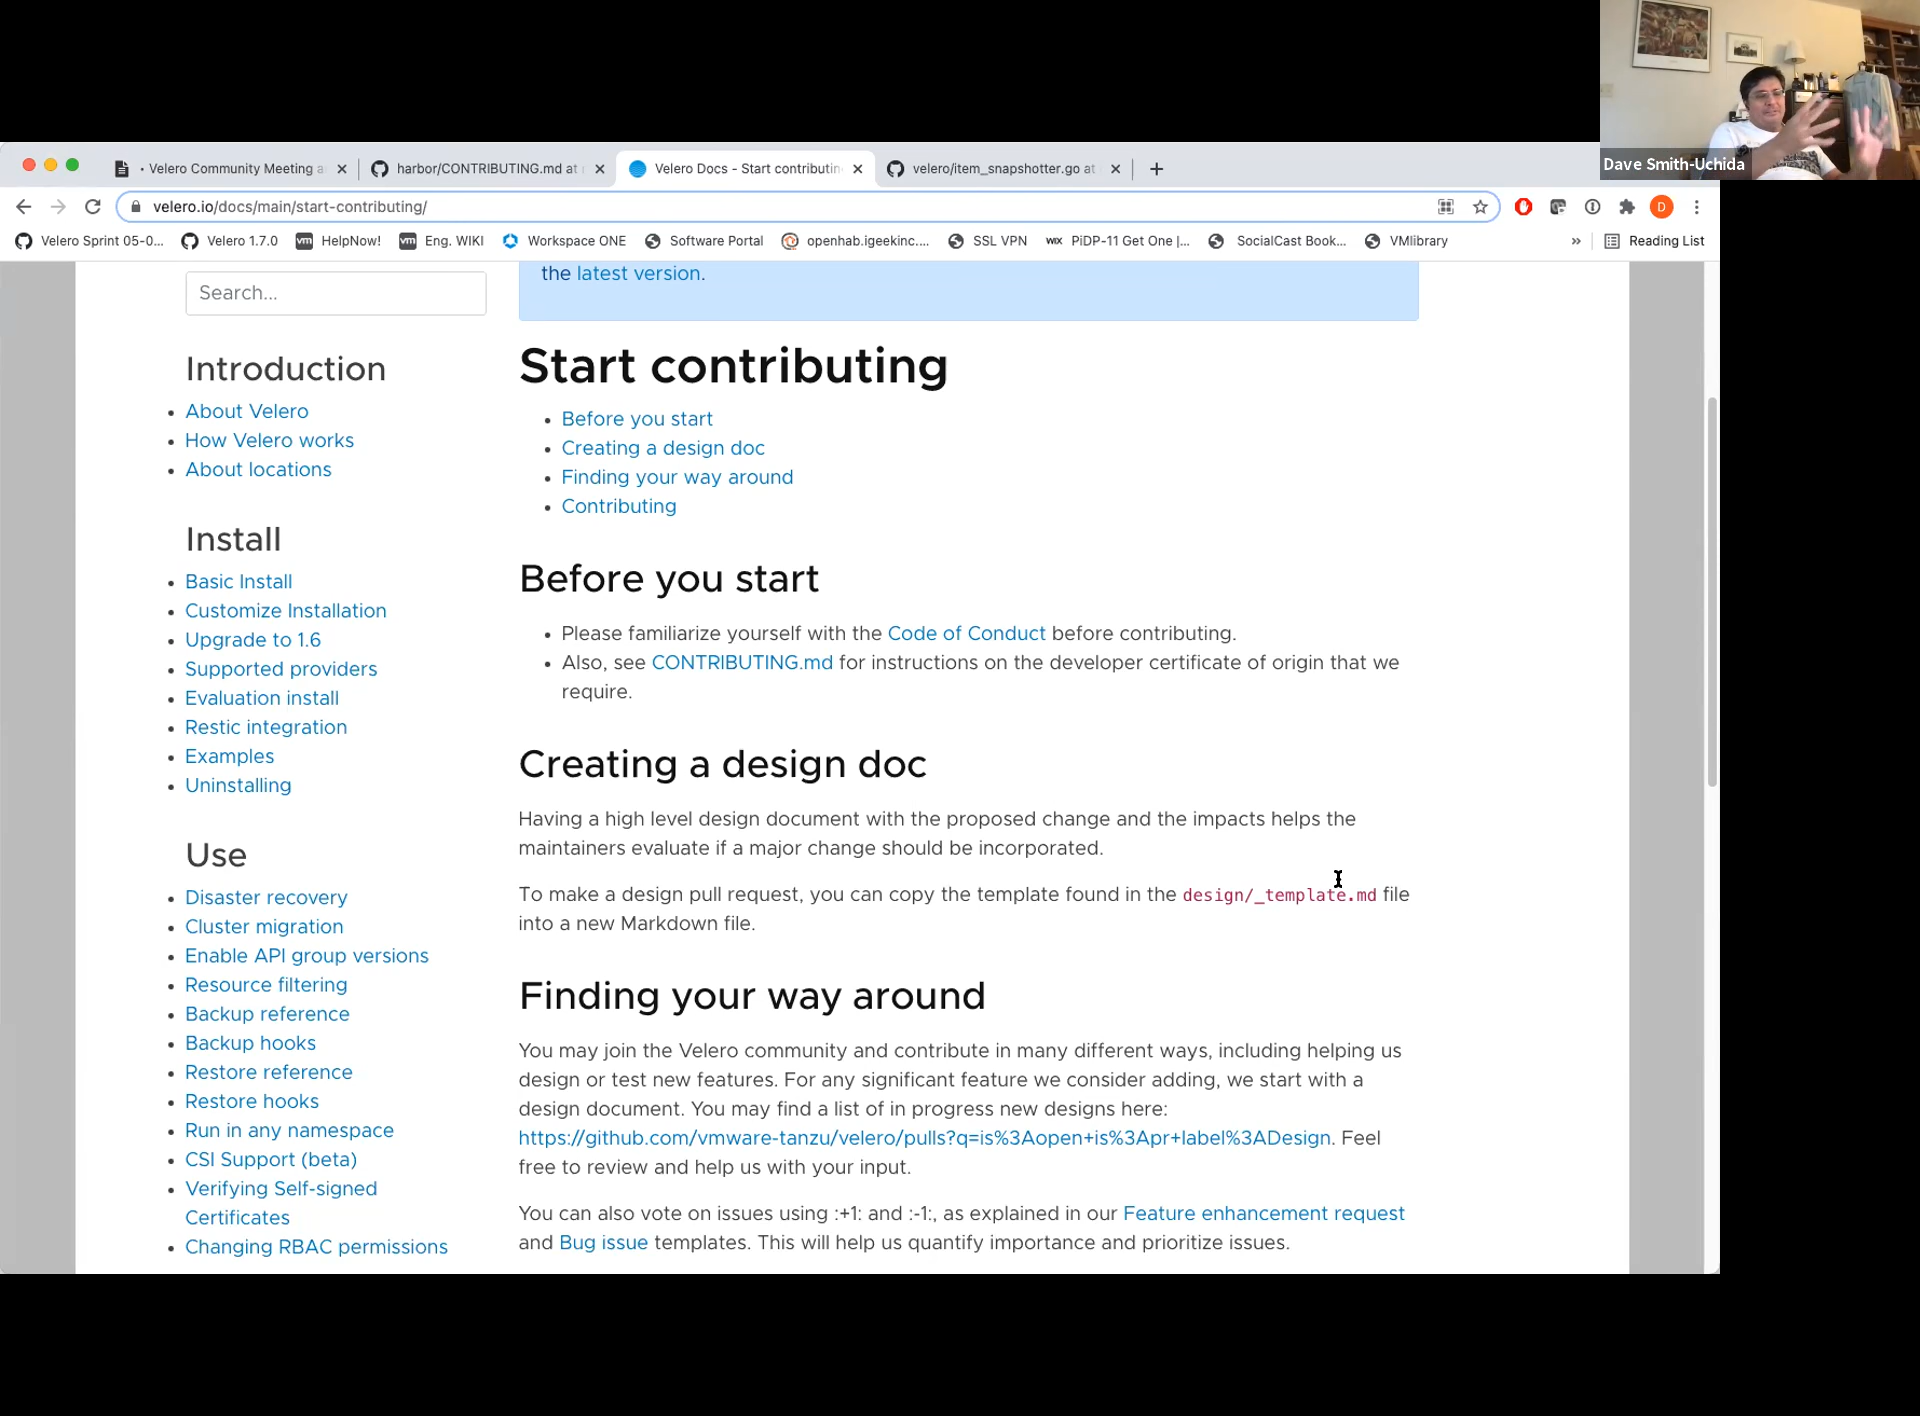 Dave Smith-Uchida
· Velero Community Meeting a
harbor/CONTRIBUTING.md at
Velero Docs - Start contributin
velero/item_snapshotter.go at
velero.io/docs/main/start-contributing/
D
Velero Sprint 05-0...
Velero 1.7.0
vm HelpNow!
vm Eng. WIKI
Workspace ONE
Software Portal
openhab.igeekinc....
SSL VPN
WIX PiDP-11 Get One |...
SocialCast Book...
VMlibrary
»
Reading List
Search...
Introduction
• About Velero
• How Velero works
• About locations
Install
• Basic Install
• Customize Installation
• Upgrade to 1.6
• Supported providers
• Evaluation install
• Restic integration
• Examples
• Uninstalling
Use
• Disaster recovery
• Cluster migration
• Enable API group versions
• Resource filtering
• Backup reference
• Backup hooks
• Restore reference
• Restore hooks
• Run in any namespace
• CSI Support (beta)
• Verifying Self-signed
Certificates
• Changing RBAC permissions
the latest version.
Start contributing
• Before you start
• Creating a design doc
• Finding your way around
• Contributing
Before you start
• Please familiarize yourself with the Code of Conduct before contributing.
• Also, see CONTRIBUTING.md for instructions on the developer certificate of origin that we
require.
Creating a design doc
Having a high level design document with the proposed change and the impacts helps the
maintainers evaluate if a major change should be incorporated.
To make a design pull request, you can copy the template found in the design/_template.md file
into a new Markdown file.
Finding your way around
You may join the Velero community and contribute in many different ways, including helping us
design or test new features. For any significant feature we consider adding, we start with a
design document. You may find a list of in progress new designs here:
https://github.com/vmware-tanzu/velero/pulls?q=is%3Aopen+is%3Apr+label%3ADesign. Feel
free to review and help us with your input.
You can also vote on issues using :+1: and :-1:, as explained in our Feature enhancement request
and Bug issue templates. This will help us quantify importance and prioritize issues.